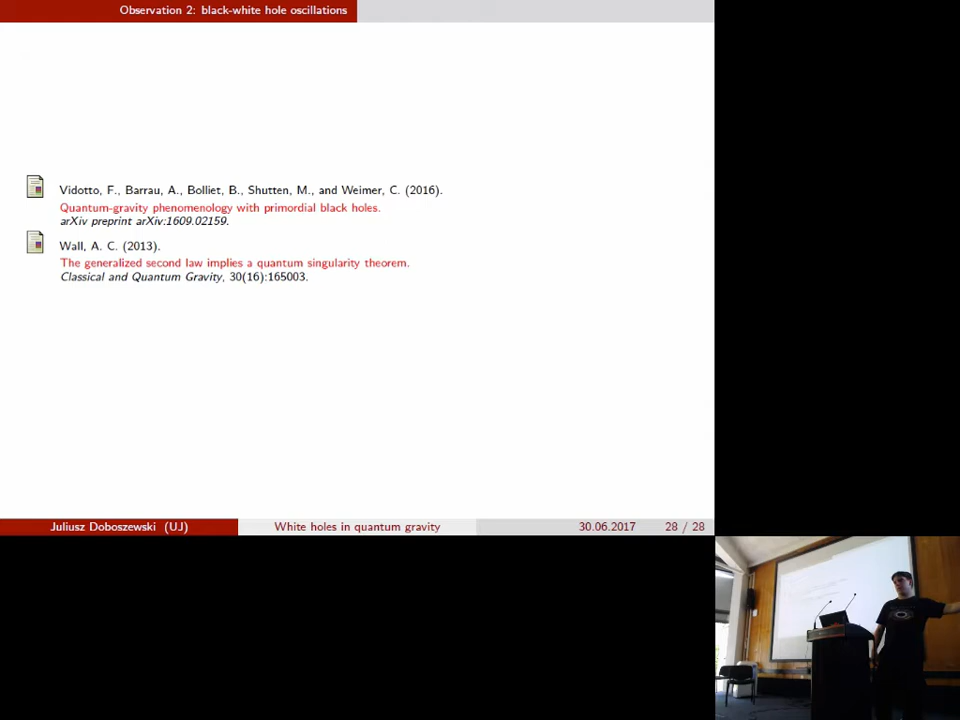 Observation 2: black-white hole oscillations
Vidotto, F., Barrau, A., Bolliet, B., Shutten, M., and Weimer, C. (2016).
Quantum-gravity phenomenology with primordial black holes.
arXiv preprint arXiv:1609.02159.
Wall, A. C. (2013).
The generalized second law implies a quantum singularity theorem.
Classical and Quantum Gravity, 30(16):165003.
Juliusz Doboszewski (UJ)
White holes in quantum gravity
30.06.2017
28 / 28